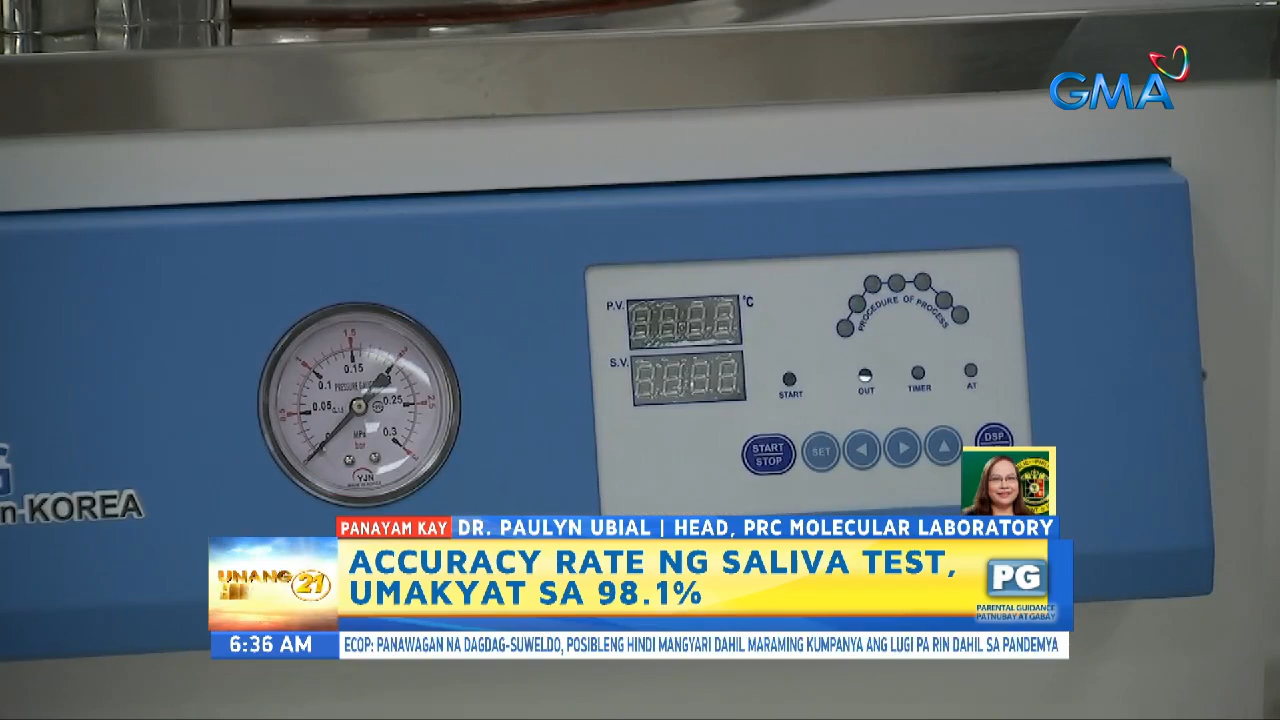 GMA
P.V.
°C
S.V.
PROCEDURE OF PROCESS
START
OUT
TIMER
AT
START
STOP
SET
DSP
1.5
0.15
0.1
PRESSURE GAUGE
0.05
0.25
2.5
0.3
MPa
bar
YJN
n-KOREA
PANAYAM KAY
DR. PAULYN UBIAL | HEAD, PRC MOLECULAR LABORATORY
UNANG
21
ACCURACY RATE NG SALIVA TEST,
UMAKYAT SA 98.1%
PG
PARENTAL GUIDANCE
PATNUBAY AT GABAY
6:36 AM
ECOP: PANAWAGAN NA DAGDAG-SUWELDO, POSIBLENG HINDI MANGYARI DAHIL MARAMING KUMPANYA ANG LUGI PA RIN DAHIL SA PANDEMYA